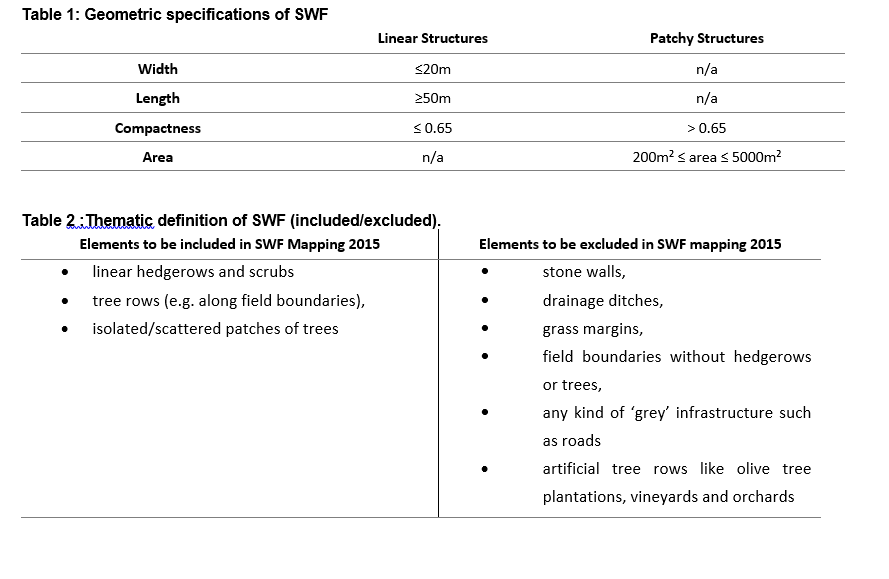 Table 1: Geometric specifications of SWF
Linear Structures Patchy Structures
Width ≤20m n/a
Length ≥50m n/a
Compactness ≤ 0.65 > 0.65
Area n/a 200m² ≤ area ≤ 5000m²
Table 2 : Thematic definition of SWF (included/excluded).
Elements to be included in SWF Mapping 2015
• linear hedgerows and scrubs
• tree rows (e.g. along field boundaries),
• isolated/scattered patches of trees
Elements to be excluded in SWF mapping 2015
• stone walls,
• drainage ditches,
• grass margins,
• field boundaries without hedgerows
or trees,
• any kind of ‘grey’ infrastructure such
as roads
• artificial tree rows like olive tree
plantations, vineyards and orchards